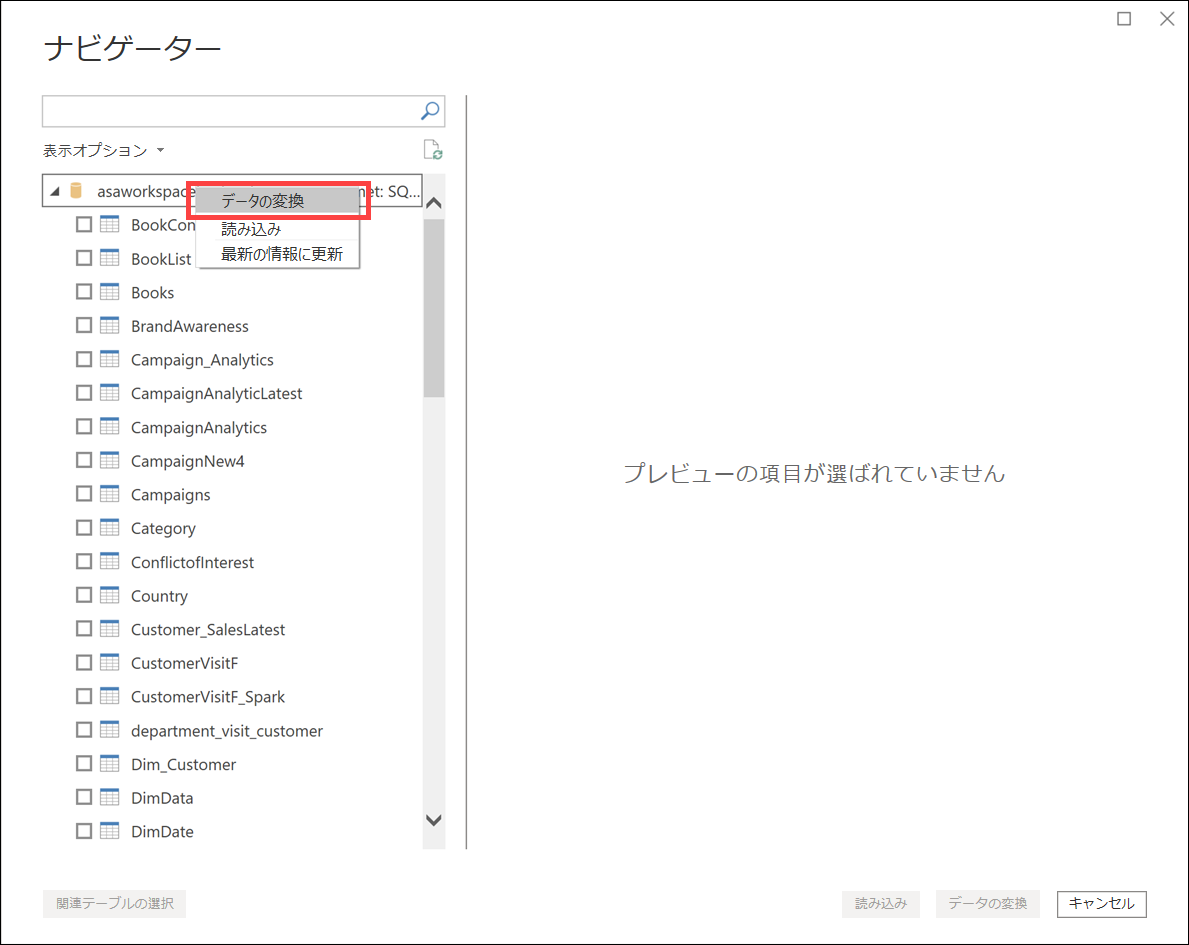 ナビゲーター
表示オプション
asaworkspace
et: SQ...
データの変換
読み込み
最新の情報に更新
BookCon
BookList
Books
BrandAwareness
Campaign_Analytics
CampaignAnalyticLatest
CampaignAnalytics
CampaignNew4
Campaigns
Category
ConflictofInterest
Country
Customer_SalesLatest
CustomerVisitF
CustomerVisitF_Spark
department_visit_customer
Dim_Customer
DimData
DimDate
プレビューの項目が選ばれていません
関連テーブルの選択
読み込み
データの変換
キャンセル